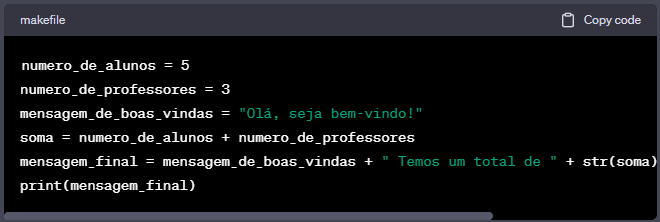 makefile
Copy code
numero_de_alunos = 5
numero_de_professores = 3
mensagem_de_boas_vindas = "Olá, seja bem-vindo!"
soma = numero_de_alunos + numero_de_professores
mensagem_final = mensagem_de_boas_vindas + " Temos um total de " + str(soma)
print(mensagem_final)